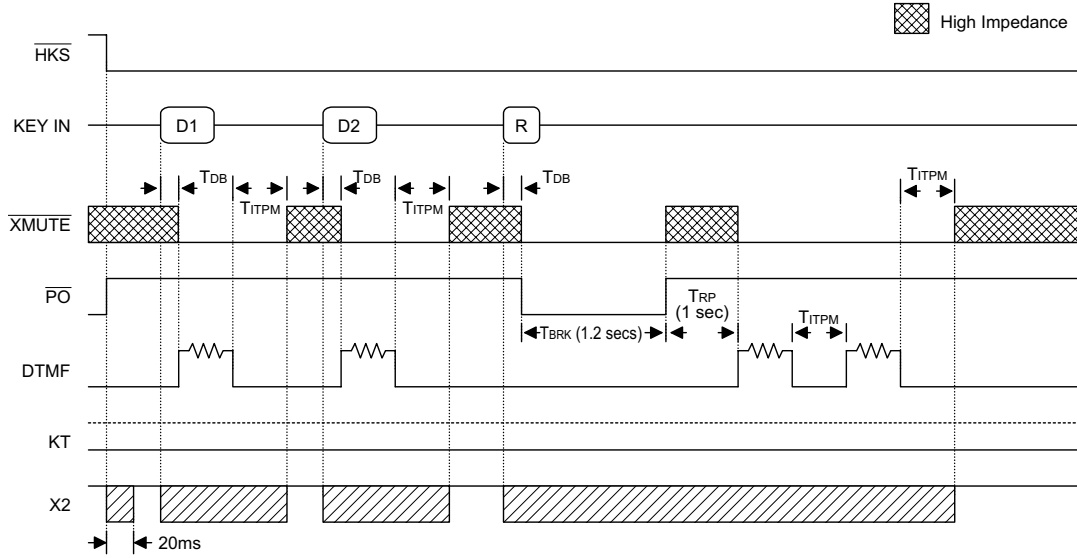 High Impedance
HKS
KEY IN
D1
D2
R
TDB
TDB
TDB
TITPM
TITPM
TITPM
XMUTE
PO
TBRK (1.2 secs)
TRP
(1 sec)
TITPM
DTMF
KT
X2
20ms